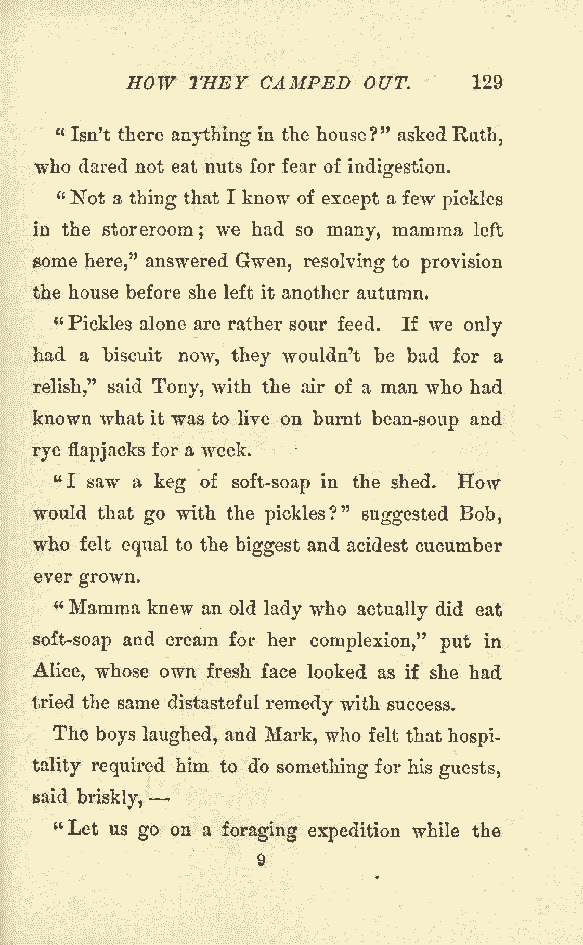 HOW THEY CAMPED OUT. 129
“Isn’t there anything in the house?” asked Ruth,
who dared not eat nuts for fear of indigestion.
“Not a thing that I know of except a few pickles
in the storeroom; we had so many, mamma left
some here,” answered Gwen, resolving to provision
the house before she left it another autumn.
“Pickles alone are rather sour feed. If we only
had a biscuit now, they wouldn’t be bad for a
relish,” said Tony, with the air of a man who had
known what it was to live on burnt bean-soup and
rye flapjacks for a week.
“I saw a keg of soft-soap in the shed. How
would that go with the pickles?” suggested Bob,
who felt equal to the biggest and acidest cucumber
ever grown.
“Mamma knew an old lady who actually did eat
soft-soap and cream for her complexion,” put in
Alice, whose own fresh face looked as if she had
tried the same distasteful remedy with success.
The boys laughed, and Mark, who felt that hospi-
tality required him to do something for his guests,
said briskly, —
“Let us go on a foraging expedition while the
9